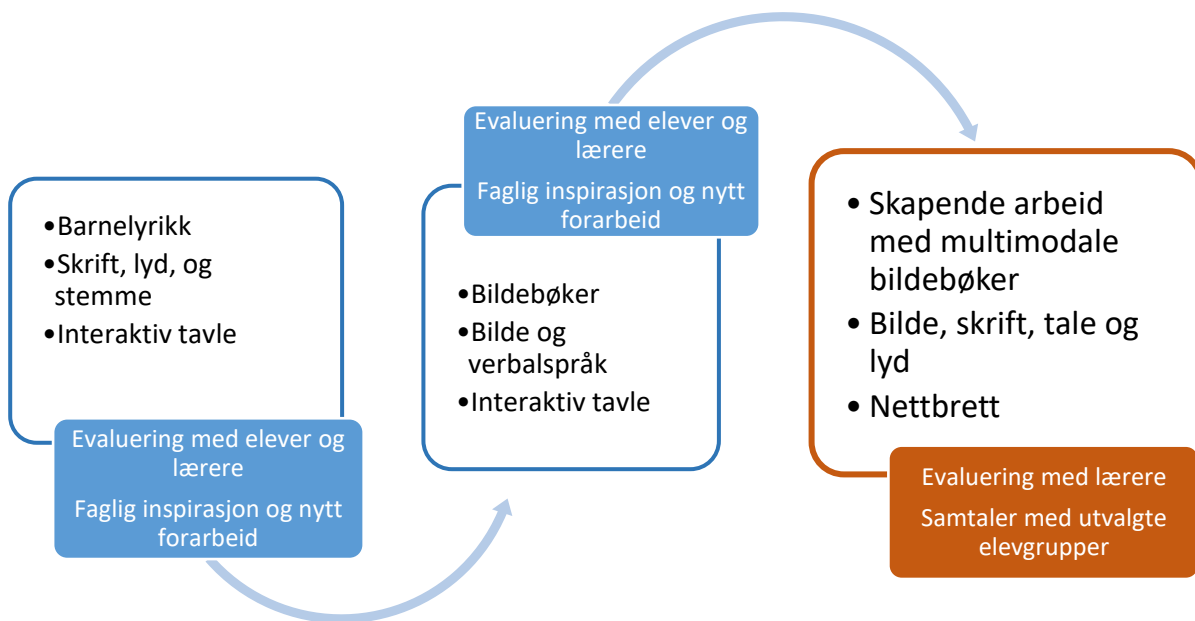 •Barnelyrikk
•Skrift, lyd, og
stemme
•Interaktiv tavle
Evaluering med elever og
lærere
Faglig inspirasjon og nytt
forarbeid
Evaluering med elever og
lærere
Faglig inspirasjon og nytt
forarbeid
•Bildebøker
•Bilde og
verbalspråk
•Interaktiv tavle
• Skapende arbeid
med multimodale
bildebøker
• Bilde, skrift, tale og
lyd
• Nettbrett
Evaluering med lærere
Samtaler med utvalgte
elevgrupper